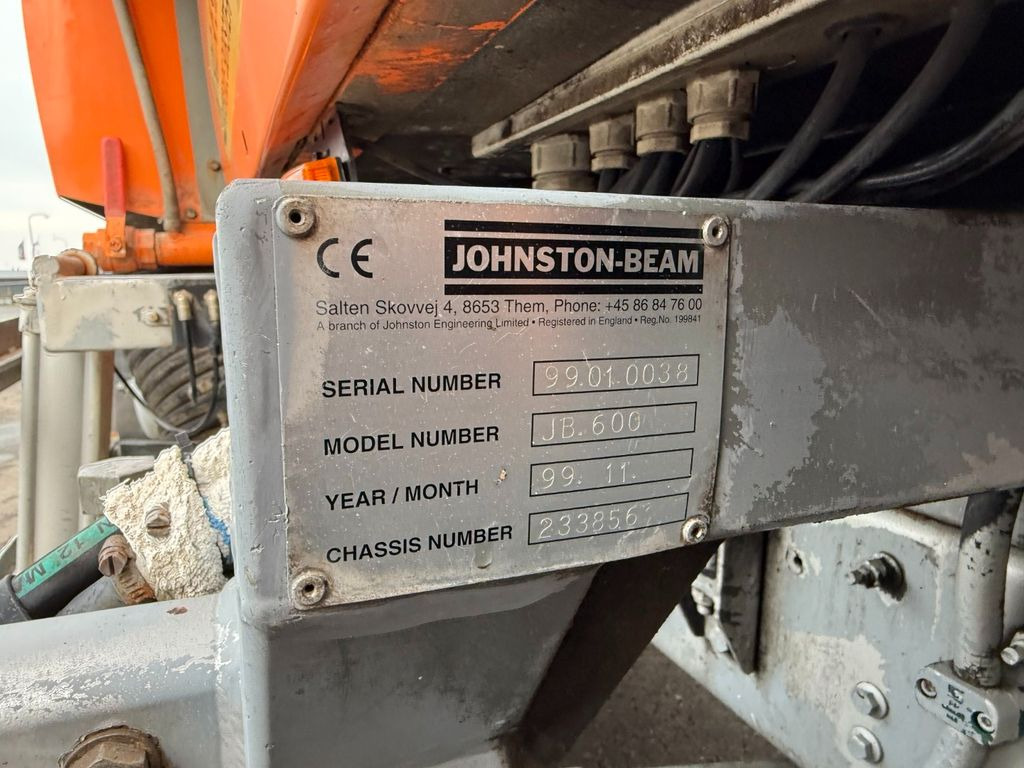 CE
JOHNSTON-BEAM
Salten Skovvej 4, 8653 Them, Phone: +45 86 84 76 00
A branch of Johnston Engineering Limited • Registered in England • Reg.No. 199841
SERIAL NUMBER 99.01.0038
MODEL NUMBER JB.600
YEAR / MONTH 99. 11.
CHASSIS NUMBER